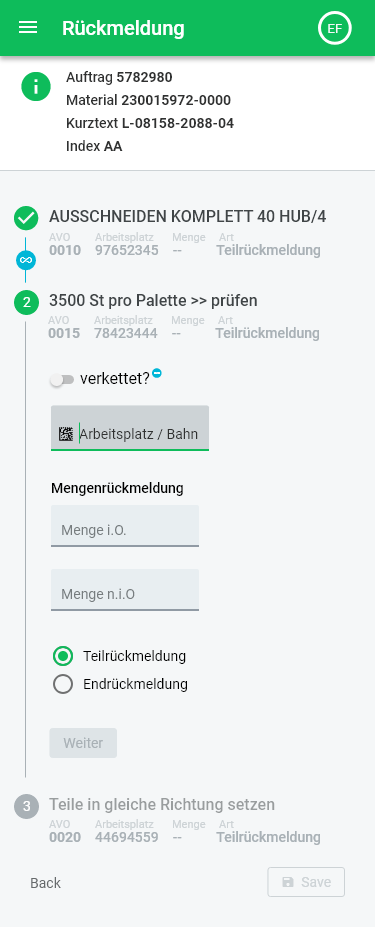 Rückmeldung
EF
Auftrag 5782980
Material 230015972-0000
Kurztext L-08158-2088-04
Index AA
AUSSCHNEIDEN KOMPLETT 40 HUB/4
AVO Arbeitsplatz Menge Art
0010 97652345 -- Teilrückmeldung
2 3500 St pro Palette >> prüfen
AVO Arbeitsplatz Menge Art
0015 78423444 -- Teilrückmeldung
verkettet?
Arbeitsplatz / Bahn
Mengenrückmeldung
Menge i.O.
Menge n.i.O
Teilrückmeldung
Endrückmeldung
Weiter
3 Teile in gleiche Richtung setzen
AVO Arbeitsplatz Menge Art
0020 44694559 -- Teilrückmeldung
Back Save